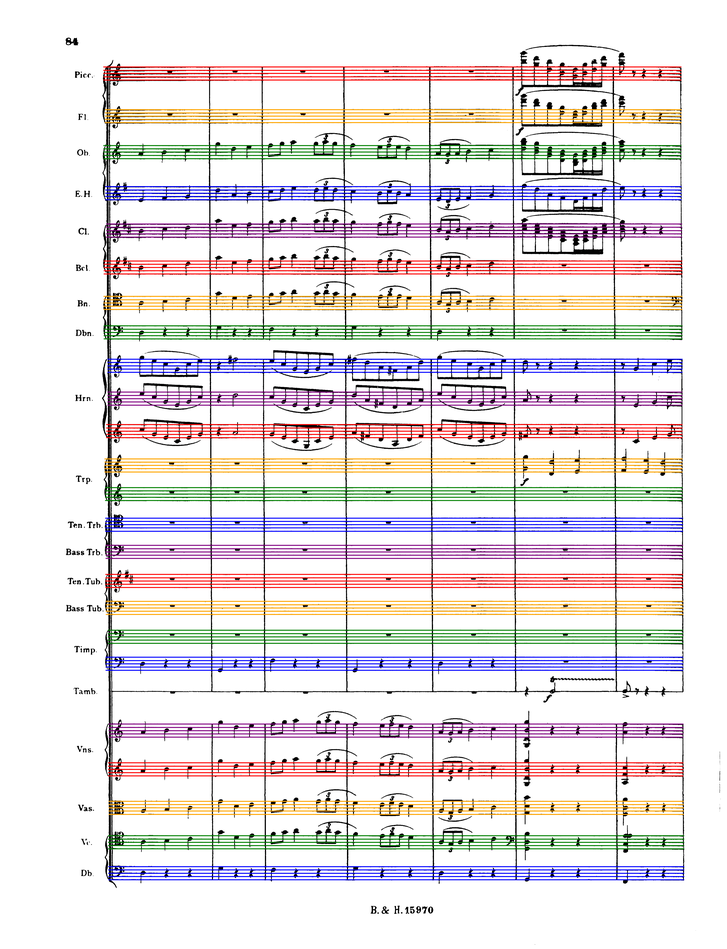 84
Picc.
Fl.
Ob.
E.H.
Cl.
Bcl.
Bn.
Dbn.
Hrn.
Trp.
Ten. Trb.
Bass Trb.
Ten. Tub.
Bass Tub.
Timp.
Tamb.
Vns.
Vas.
Vc.
Db.
B. & H. 15970